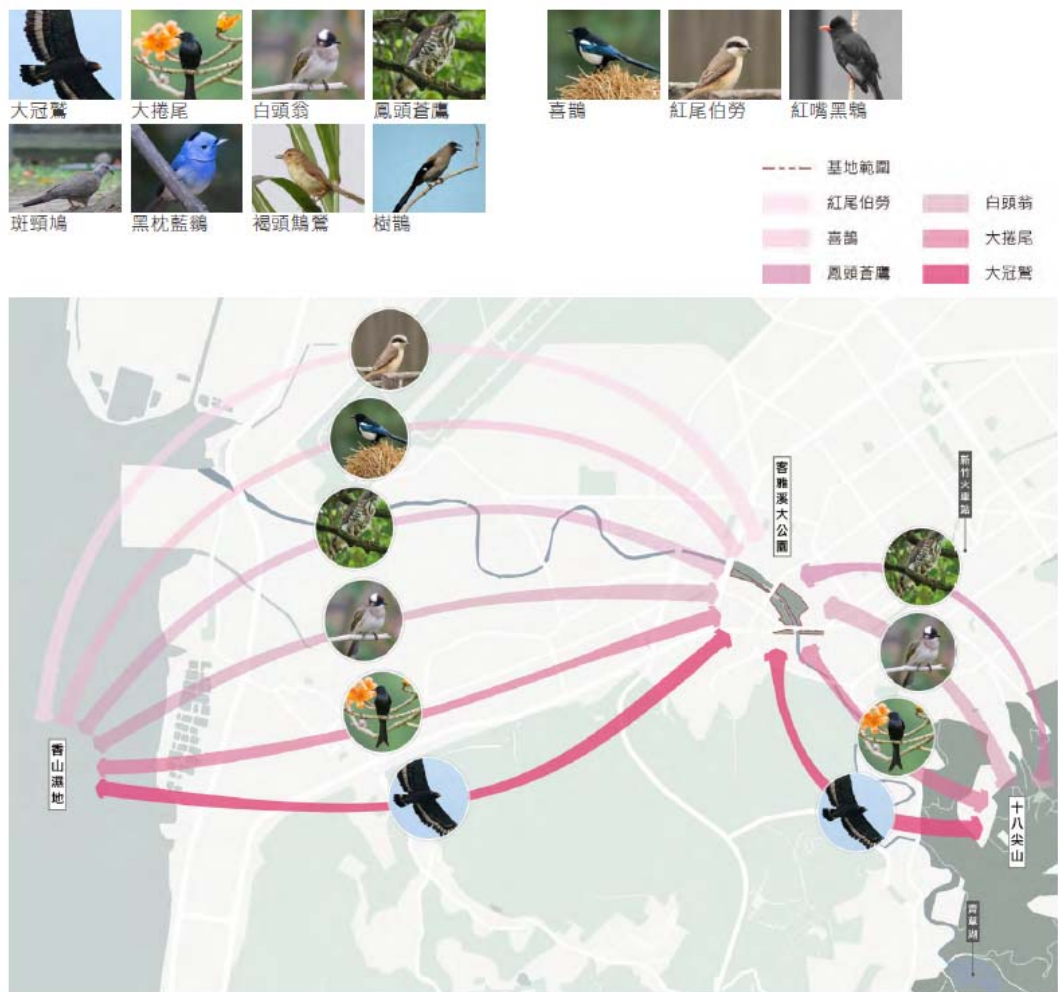 大冠鷲 大捲尾 白頭翁 鳳頭蒼鷹 喜鵲 紅尾伯勞 紅嘴黑鵯
斑頸鳩 黑枕藍鶲 褐頭鷦鶯 樹鵲
基地範圍
紅尾伯勞 白頭翁
喜鵲 大捲尾
鳳頭蒼鷹 大冠鷲
客雅溪大公園
新竹火車站
香山濕地
十八尖山
青草湖